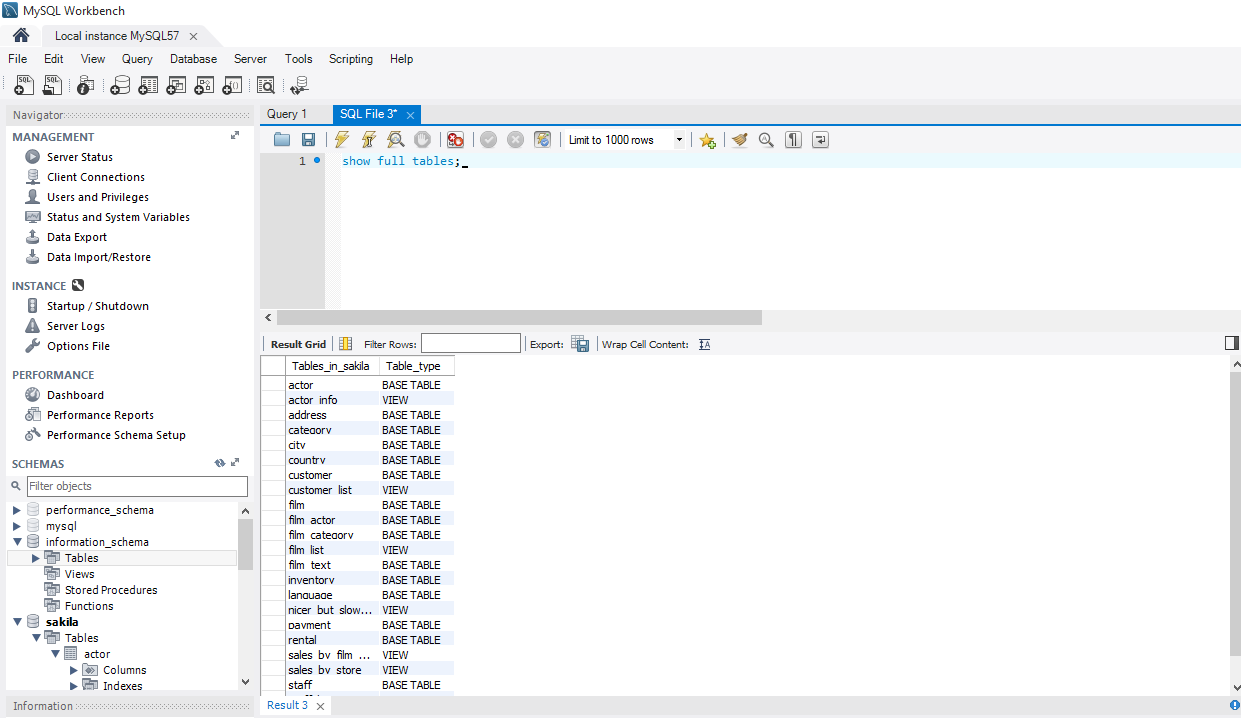 MySQL Workbench
Local instance MySQL57
File Edit View Query Database Server Tools Scripting Help
Navigator
MANAGEMENT
Server Status
Client Connections
Users and Privileges
Status and System Variables
Data Export
Data Import/Restore
INSTANCE
Startup / Shutdown
Server Logs
Options File
PERFORMANCE
Dashboard
Performance Reports
Performance Schema Setup
SCHEMAS
Filter objects
performance_schema
mysql
information_schema
Tables
Views
Stored Procedures
Functions
sakila
Tables
actor
Columns
Indexes
Information
Query 1 SQL File 3*
Limit to 1000 rows
1 show full tables;
Result Grid Filter Rows: Export: Wrap Cell Content:
Tables_in_sakila Table_type
actor BASE TABLE
actor_info VIEW
address BASE TABLE
category BASE TABLE
city BASE TABLE
country BASE TABLE
customer BASE TABLE
customer_list VIEW
film BASE TABLE
film_actor BASE TABLE
film_category BASE TABLE
film_list VIEW
film_text BASE TABLE
inventory BASE TABLE
language BASE TABLE
nicer_but_slow... VIEW
payment BASE TABLE
rental BASE TABLE
sales_by_film_... VIEW
sales_by_store VIEW
staff BASE TABLE
Result 3